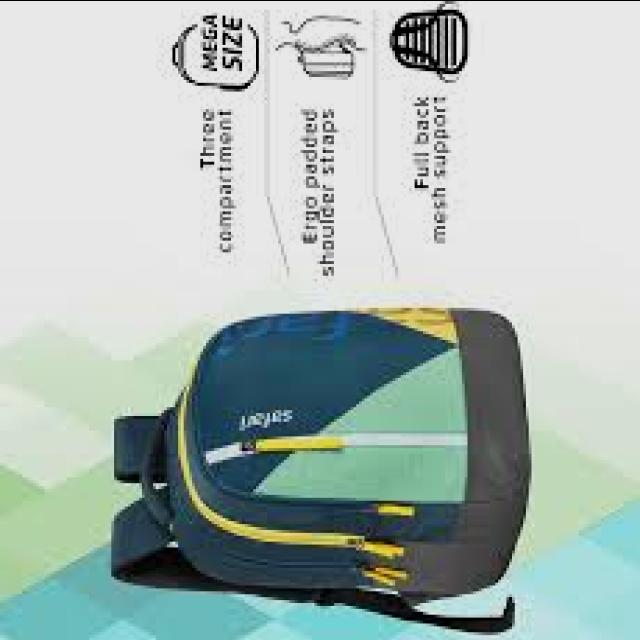 MEGA
SIZE
Three
compartment
Ergo padded
shoulder straps
Full back
mesh support
safari